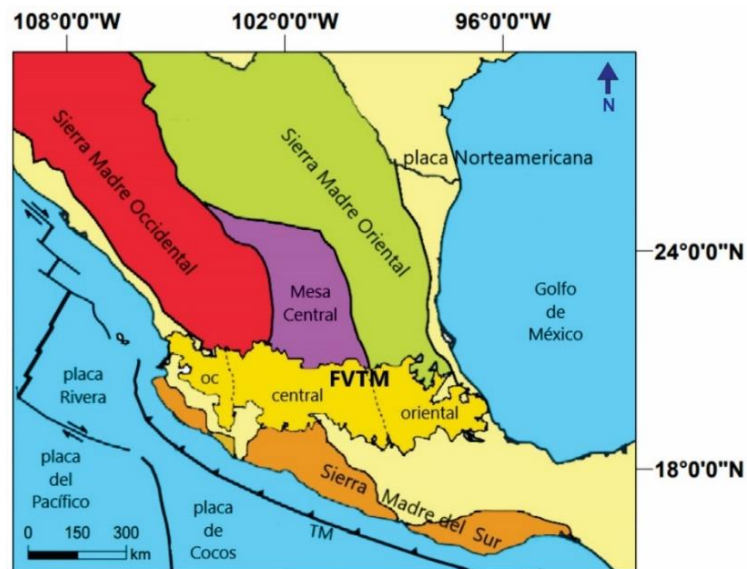 108°0'0"W
102°0'0"W
96°0'0"W
N
Sierra Madre Occidental
Sierra Madre Oriental
placa Norteamericana
24°0'0"N
Mesa
Central
Golfo
de
México
placa
Rivera
oc
central
FVTM
oriental
placa
del
Pacífico
placa
de
Cocos
TM
Sierra Madre del Sur
18°0'0"N
0 150 300
km